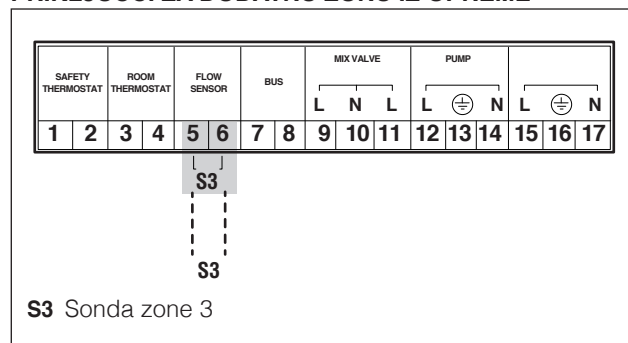 SAFETY THERMOSTAT ROOM THERMOSTAT FLOW SENSOR BUS MIX VALVE PUMP
L N L L N L N
1 2 3 4 5 6 7 8 9 10 11 12 13 14 15 16 17
S3
S3
S3 Sonda zone 3